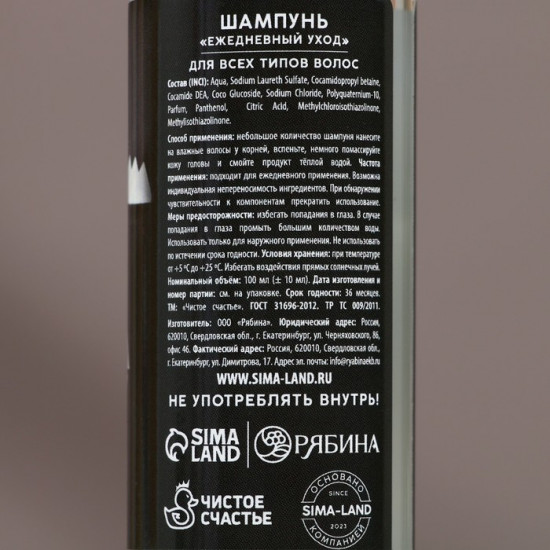 ШАМПУНЬ
«ЕЖЕДНЕВНЫЙ УХОД»
ДЛЯ ВСЕХ ТИПОВ ВОЛОС
Состав (INCI): Aqua, Sodium Laureth Sulfate, Cocamidopropyl betaine,
Cocamide DEA, Coco Glucoside, Sodium Chloride, Polyquaternium-10,
Parfum, Panthenol, Citric Acid, Methylchloroisothiazolinone,
Methylisothiazolinone.
Способ применения: небольшое количество шампуня нанесите
на влажные волосы у корней, вспеньте, немного помассируйте
кожу головы и смойте продукт тёплой водой. Частота
применения: подходит для ежедневного применения. Возможна
индивидуальная непереносимость ингредиентов. При обнаружении
чувствительности к компонентам прекратить использование.
Меры предосторожности: избегать попадания в глаза. В случае
попадания в глаза промыть большим количеством воды.
Использовать только для наружного применения. Не использовать
по истечении срока годности. Условия хранения: при температуре
от +5 °С до +25 °С. Избегать воздействия прямых солнечных лучей.
Номинальный объём: 100 мл (± 10 мл). Дата изготовления и
номер партии: см. на упаковке. Срок годности: 36 месяцев.
ТМ: «Чистое счастье». ГОСТ 31696-2012. ТР ТС 009/2011.
Изготовитель: ООО «Рябина». Юридический адрес: Россия,
620010, Свердловская обл., г. Екатеринбург, ул. Черняховского, 86,
офис 46. Фактический адрес: Россия, 620010, Свердловская обл.,
г. Екатеринбург, ул. Димитрова, 17. Адрес эл. почты: info@ryabinaekb.ru
WWW.SIMA-LAND.RU
НЕ УПОТРЕБЛЯТЬ ВНУТРЬ!
SIMA LAND
РЯБИНА
ЧИСТОЕ
СЧАСТЬЕ
ОСНОВАНО
SINCE
SIMA-LAND
2023
КОМПАНИЕЙ